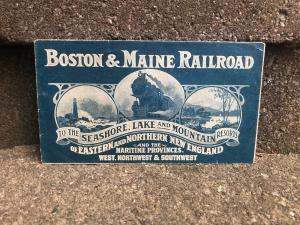 BOSTON & MAINE RAILROAD
TO THE SEASHORE, LAKE AND MOUNTAIN RESORTS
OF EASTERN AND NORTHERN NEW ENGLAND
AND THE
MARITIME PROVINCES,
WEST, NORTHWEST & SOUTHWEST